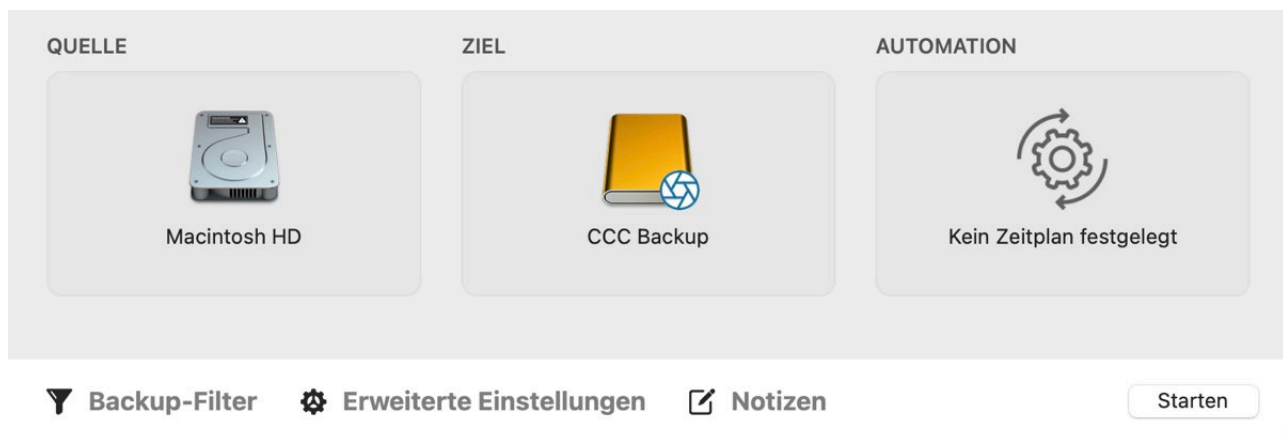 QUELLE
ZIEL
AUTOMATION
Macintosh HD
CCC Backup
Kein Zeitplan festgelegt
Backup-Filter
Erweiterte Einstellungen
Notizen
Starten